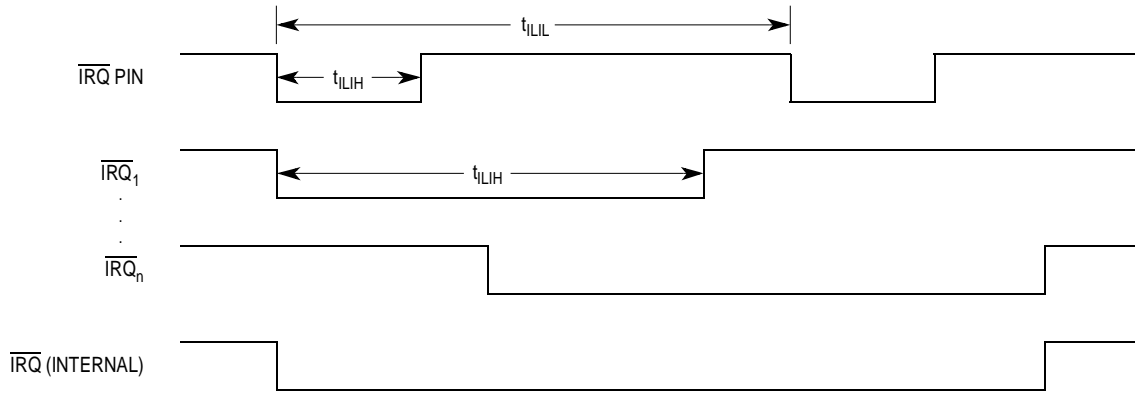 tILIL
IRQ PIN
tILIH
IRQ1
tILIH
.
.
.
IRQn
IRQ (INTERNAL)